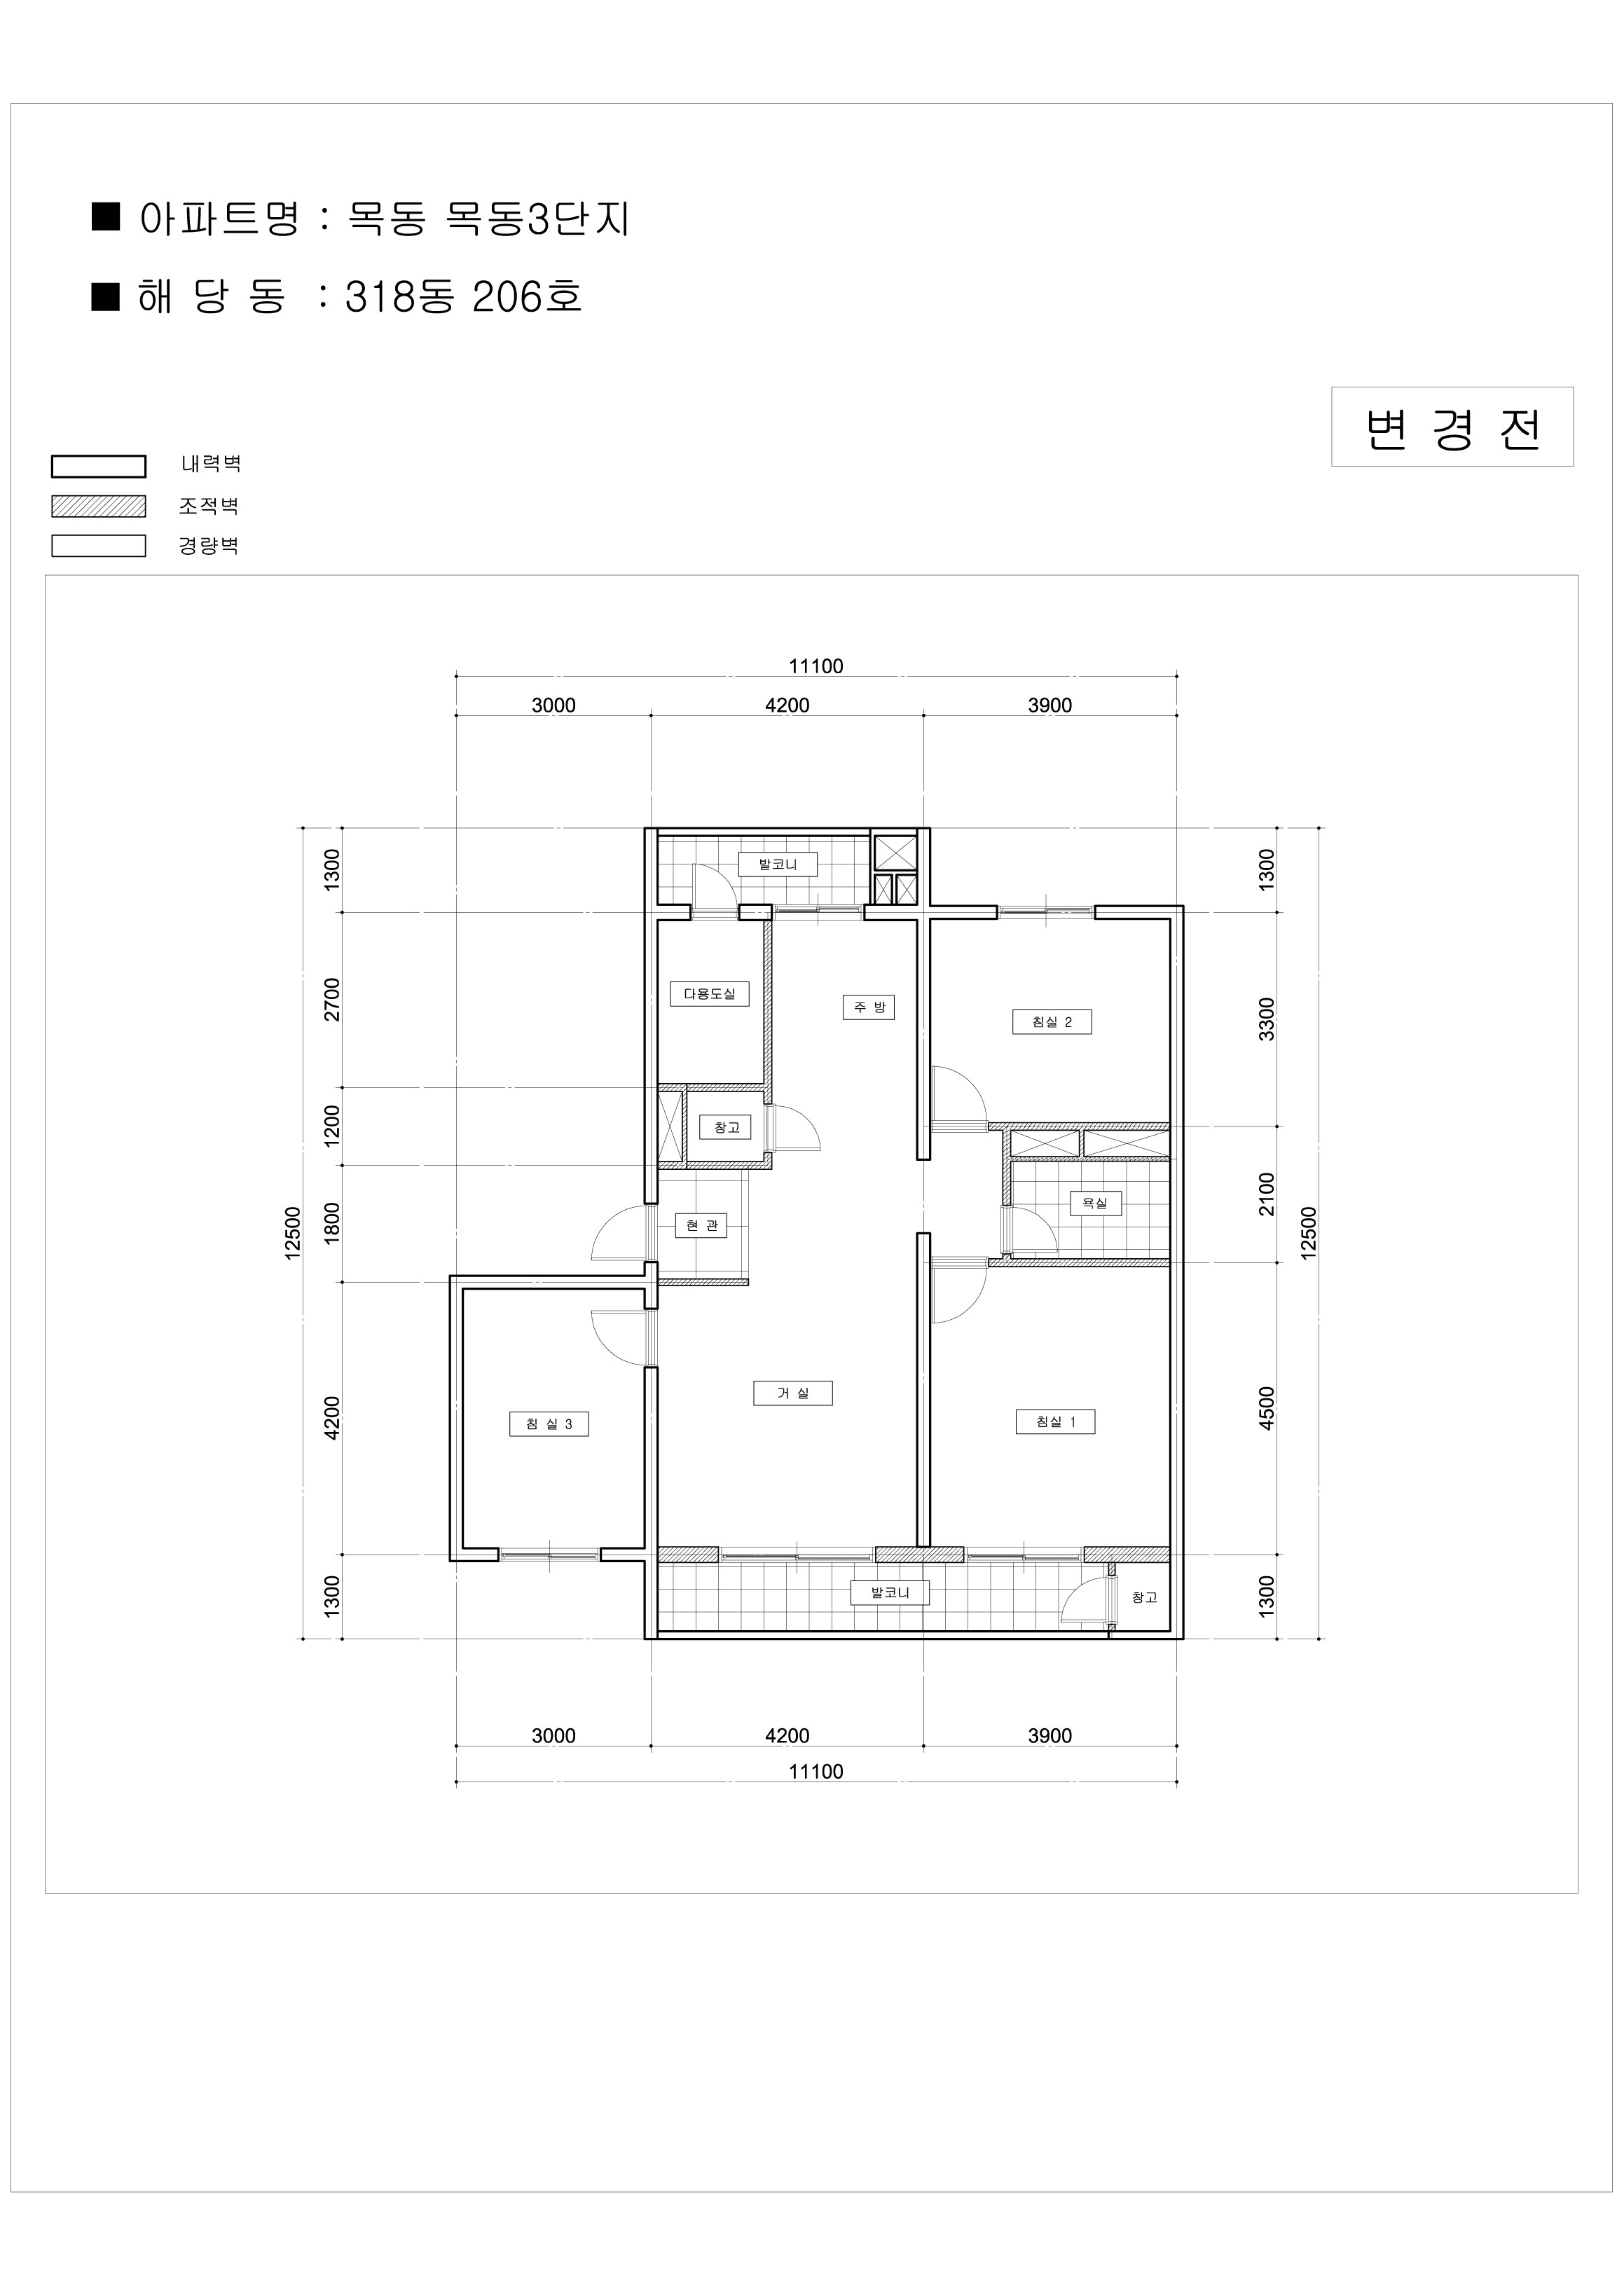 ■ 아파트명 : 목동 목동3단지
■ 해 당 동 : 318동 206호
변 경 전
내력벽
조적벽
경량벽
11100
3000 4200 3900
발코니
1300 1300
다용도실
주 방
침실 2
2700 3300
창고
1200
욕실
2100
현 관
1800
12500 12500
거 실
침 실 3
침실 1
4200 4500
발코니
창고
1300 1300
3000 4200 3900
11100